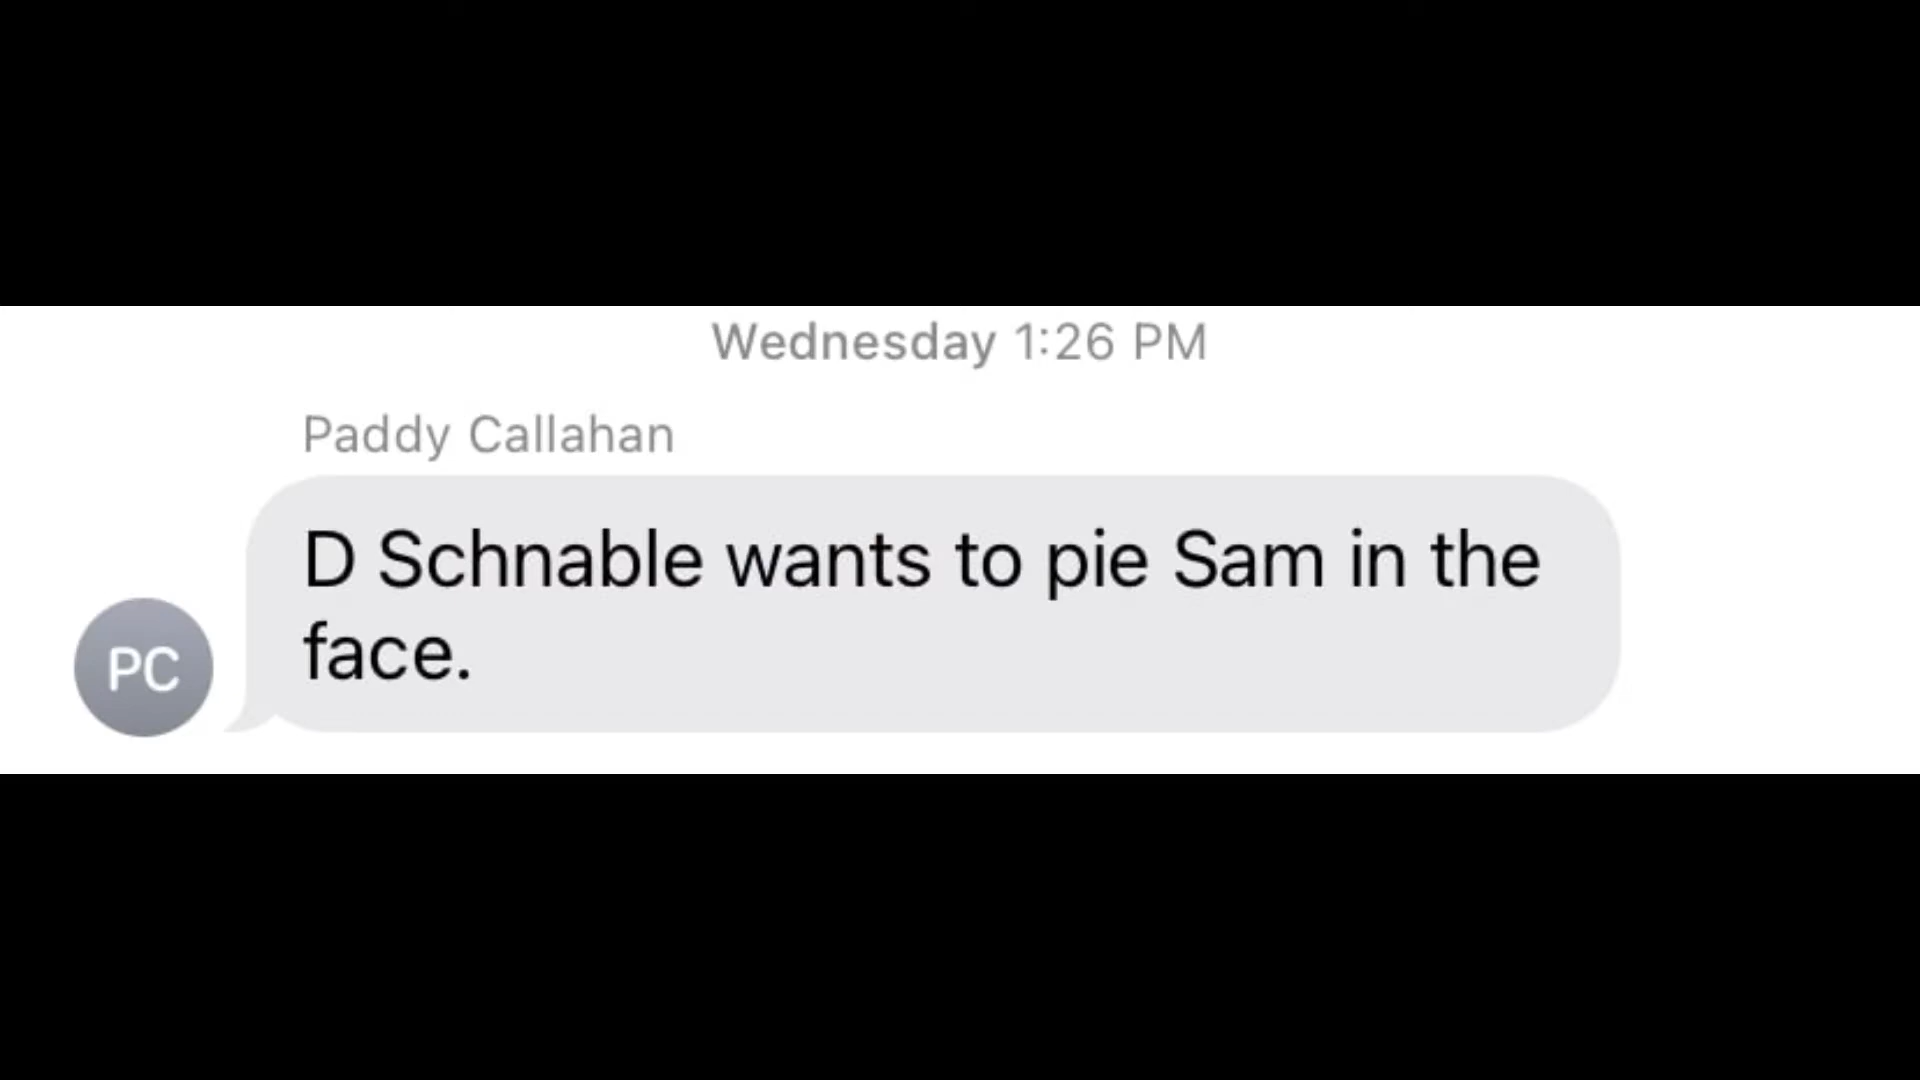 Wednesday 1:26 PM
Paddy Callahan
D Schnable wants to pie Sam in the
face.
PC